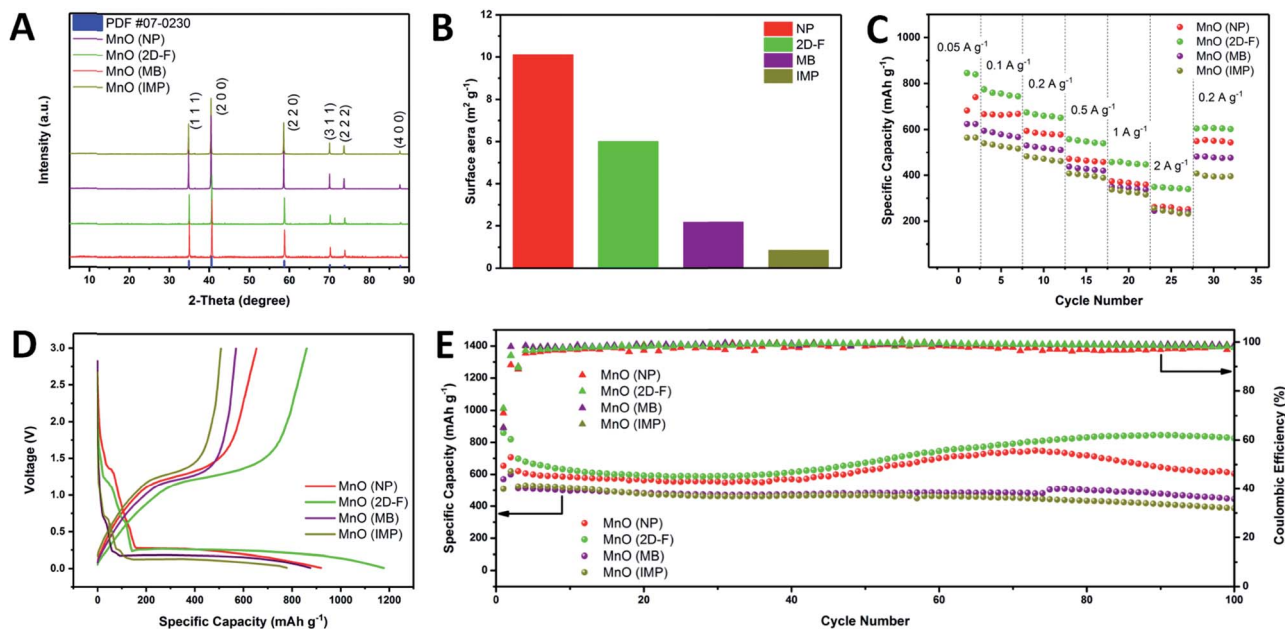 A
PDF #07-0230
MnO (NP)
MnO (2D-F)
MnO (MB)
MnO (IMP)
(1 1 1)
(2 0 0)
(2 2 0)
(3 1 1)
(2 2 2)
(4 0 0)
Intensity (a.u.)
10 20 30 40 50 60 70 80 90
2-Theta (degree)
B
NP
2D-F
MB
IMP
Surface aera (m² g⁻¹)
12
10
8
6
4
2
0
C
MnO (NP)
MnO (2D-F)
MnO (MB)
MnO (IMP)
0.05 A g⁻¹
0.1 A g⁻¹
0.2 A g⁻¹
0.5 A g⁻¹
1 A g⁻¹
2 A g⁻¹
0.2 A g⁻¹
Specific Capacity (mAh g⁻¹)
1000
800
600
400
200
0 5 10 15 20 25 30 35
Cycle Number
D
Voltage (V)
3.0
2.5
2.0
1.5
1.0
0.5
0.0
MnO (NP)
MnO (2D-F)
MnO (MB)
MnO (IMP)
0 200 400 600 800 1000 1200
Specific Capacity (mAh g⁻¹)
E
Specific Capacity (mAh g⁻¹)
1400
1200
1000
800
600
400
200
0
MnO (NP)
MnO (2D-F)
MnO (MB)
MnO (IMP)
MnO (NP)
MnO (2D-F)
MnO (MB)
MnO (IMP)
100
80
60
40
20
0
Coulombic Efficiency (%)
0 20 40 60 80 100
Cycle Number